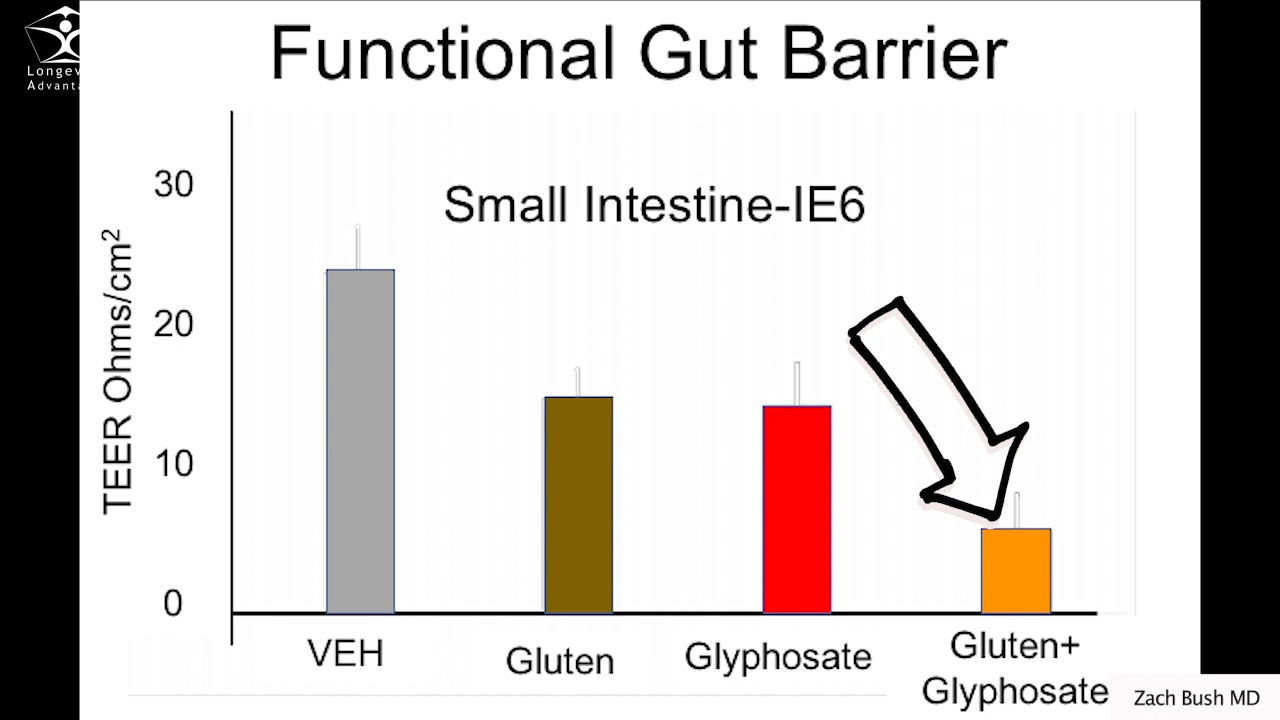 Functional Gut Barrier
Small Intestine-IE6
TEER Ohms/cm²
30
20
10
0
VEH
Gluten
Glyphosate
Gluten+
Glyphosate
Zach Bush MD